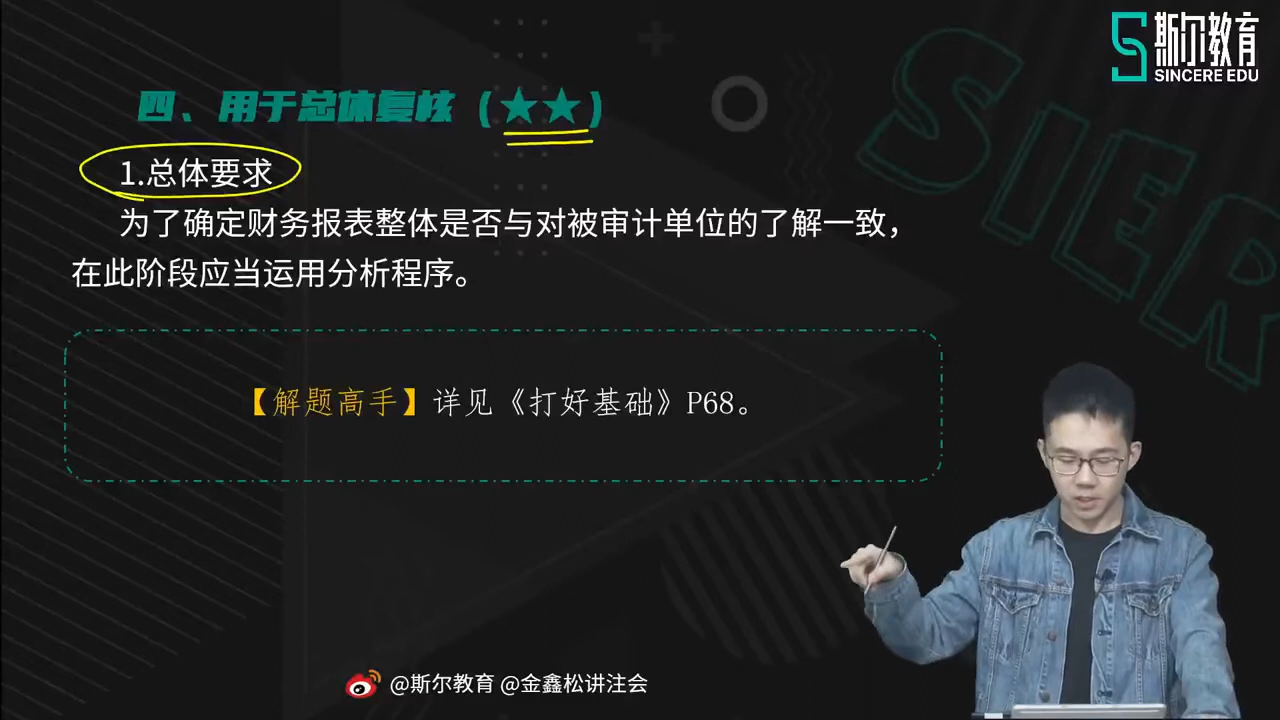 斯尔教育
SINCERE EDU
四、用于总体复核（★★）
1.总体要求
为了确定财务报表整体是否与对被审计单位的了解一致，
在此阶段应当运用分析程序。
【解题高手】详见《打好基础》P68。
@斯尔教育 @金鑫松讲注会
SIER